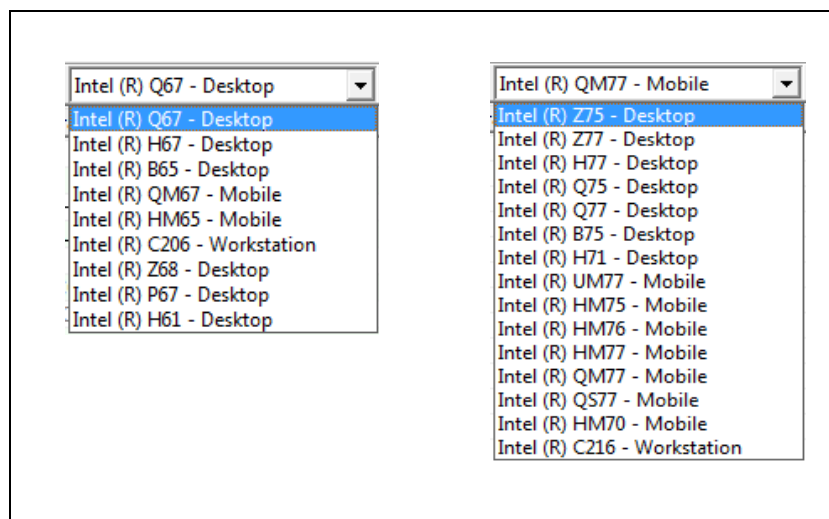 Intel (R) Q67 - Desktop
Intel (R) Q67 - Desktop
Intel (R) H67 - Desktop
Intel (R) B65 - Desktop
Intel (R) QM67 - Mobile
Intel (R) HM65 - Mobile
Intel (R) C206 - Workstation
Intel (R) Z68 - Desktop
Intel (R) P67 - Desktop
Intel (R) H61 - Desktop
Intel (R) QM77 - Mobile
Intel (R) Z75 - Desktop
Intel (R) Z77 - Desktop
Intel (R) H77 - Desktop
Intel (R) Q75 - Desktop
Intel (R) Q77 - Desktop
Intel (R) B75 - Desktop
Intel (R) H71 - Desktop
Intel (R) UM77 - Mobile
Intel (R) HM75 - Mobile
Intel (R) HM76 - Mobile
Intel (R) HM77 - Mobile
Intel (R) QM77 - Mobile
Intel (R) QS77 - Mobile
Intel (R) HM70 - Mobile
Intel (R) C216 - Workstation